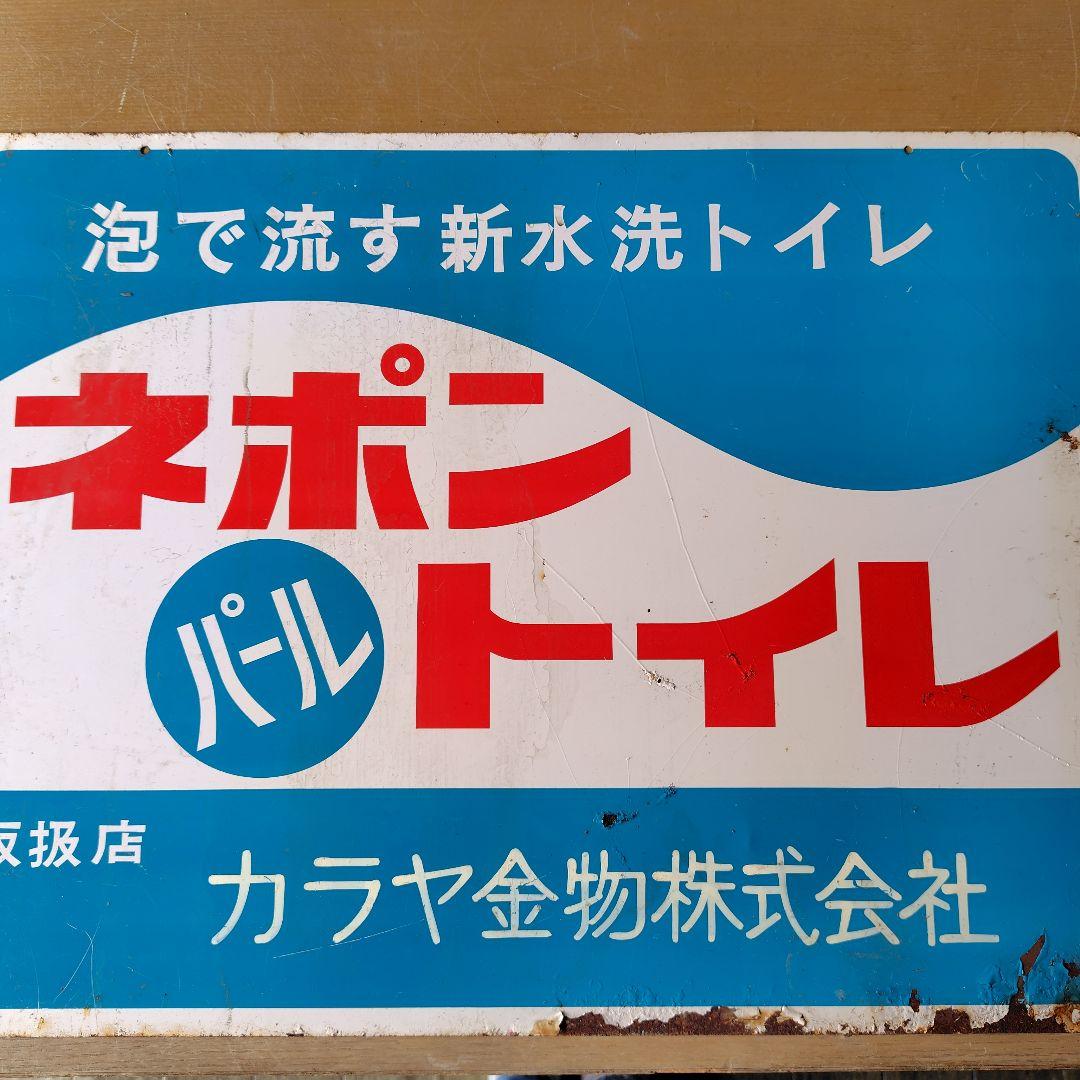 泡で流す新水洗トイレ
ネポン
パール
トイレ
扱店
カラヤ金物株式会社